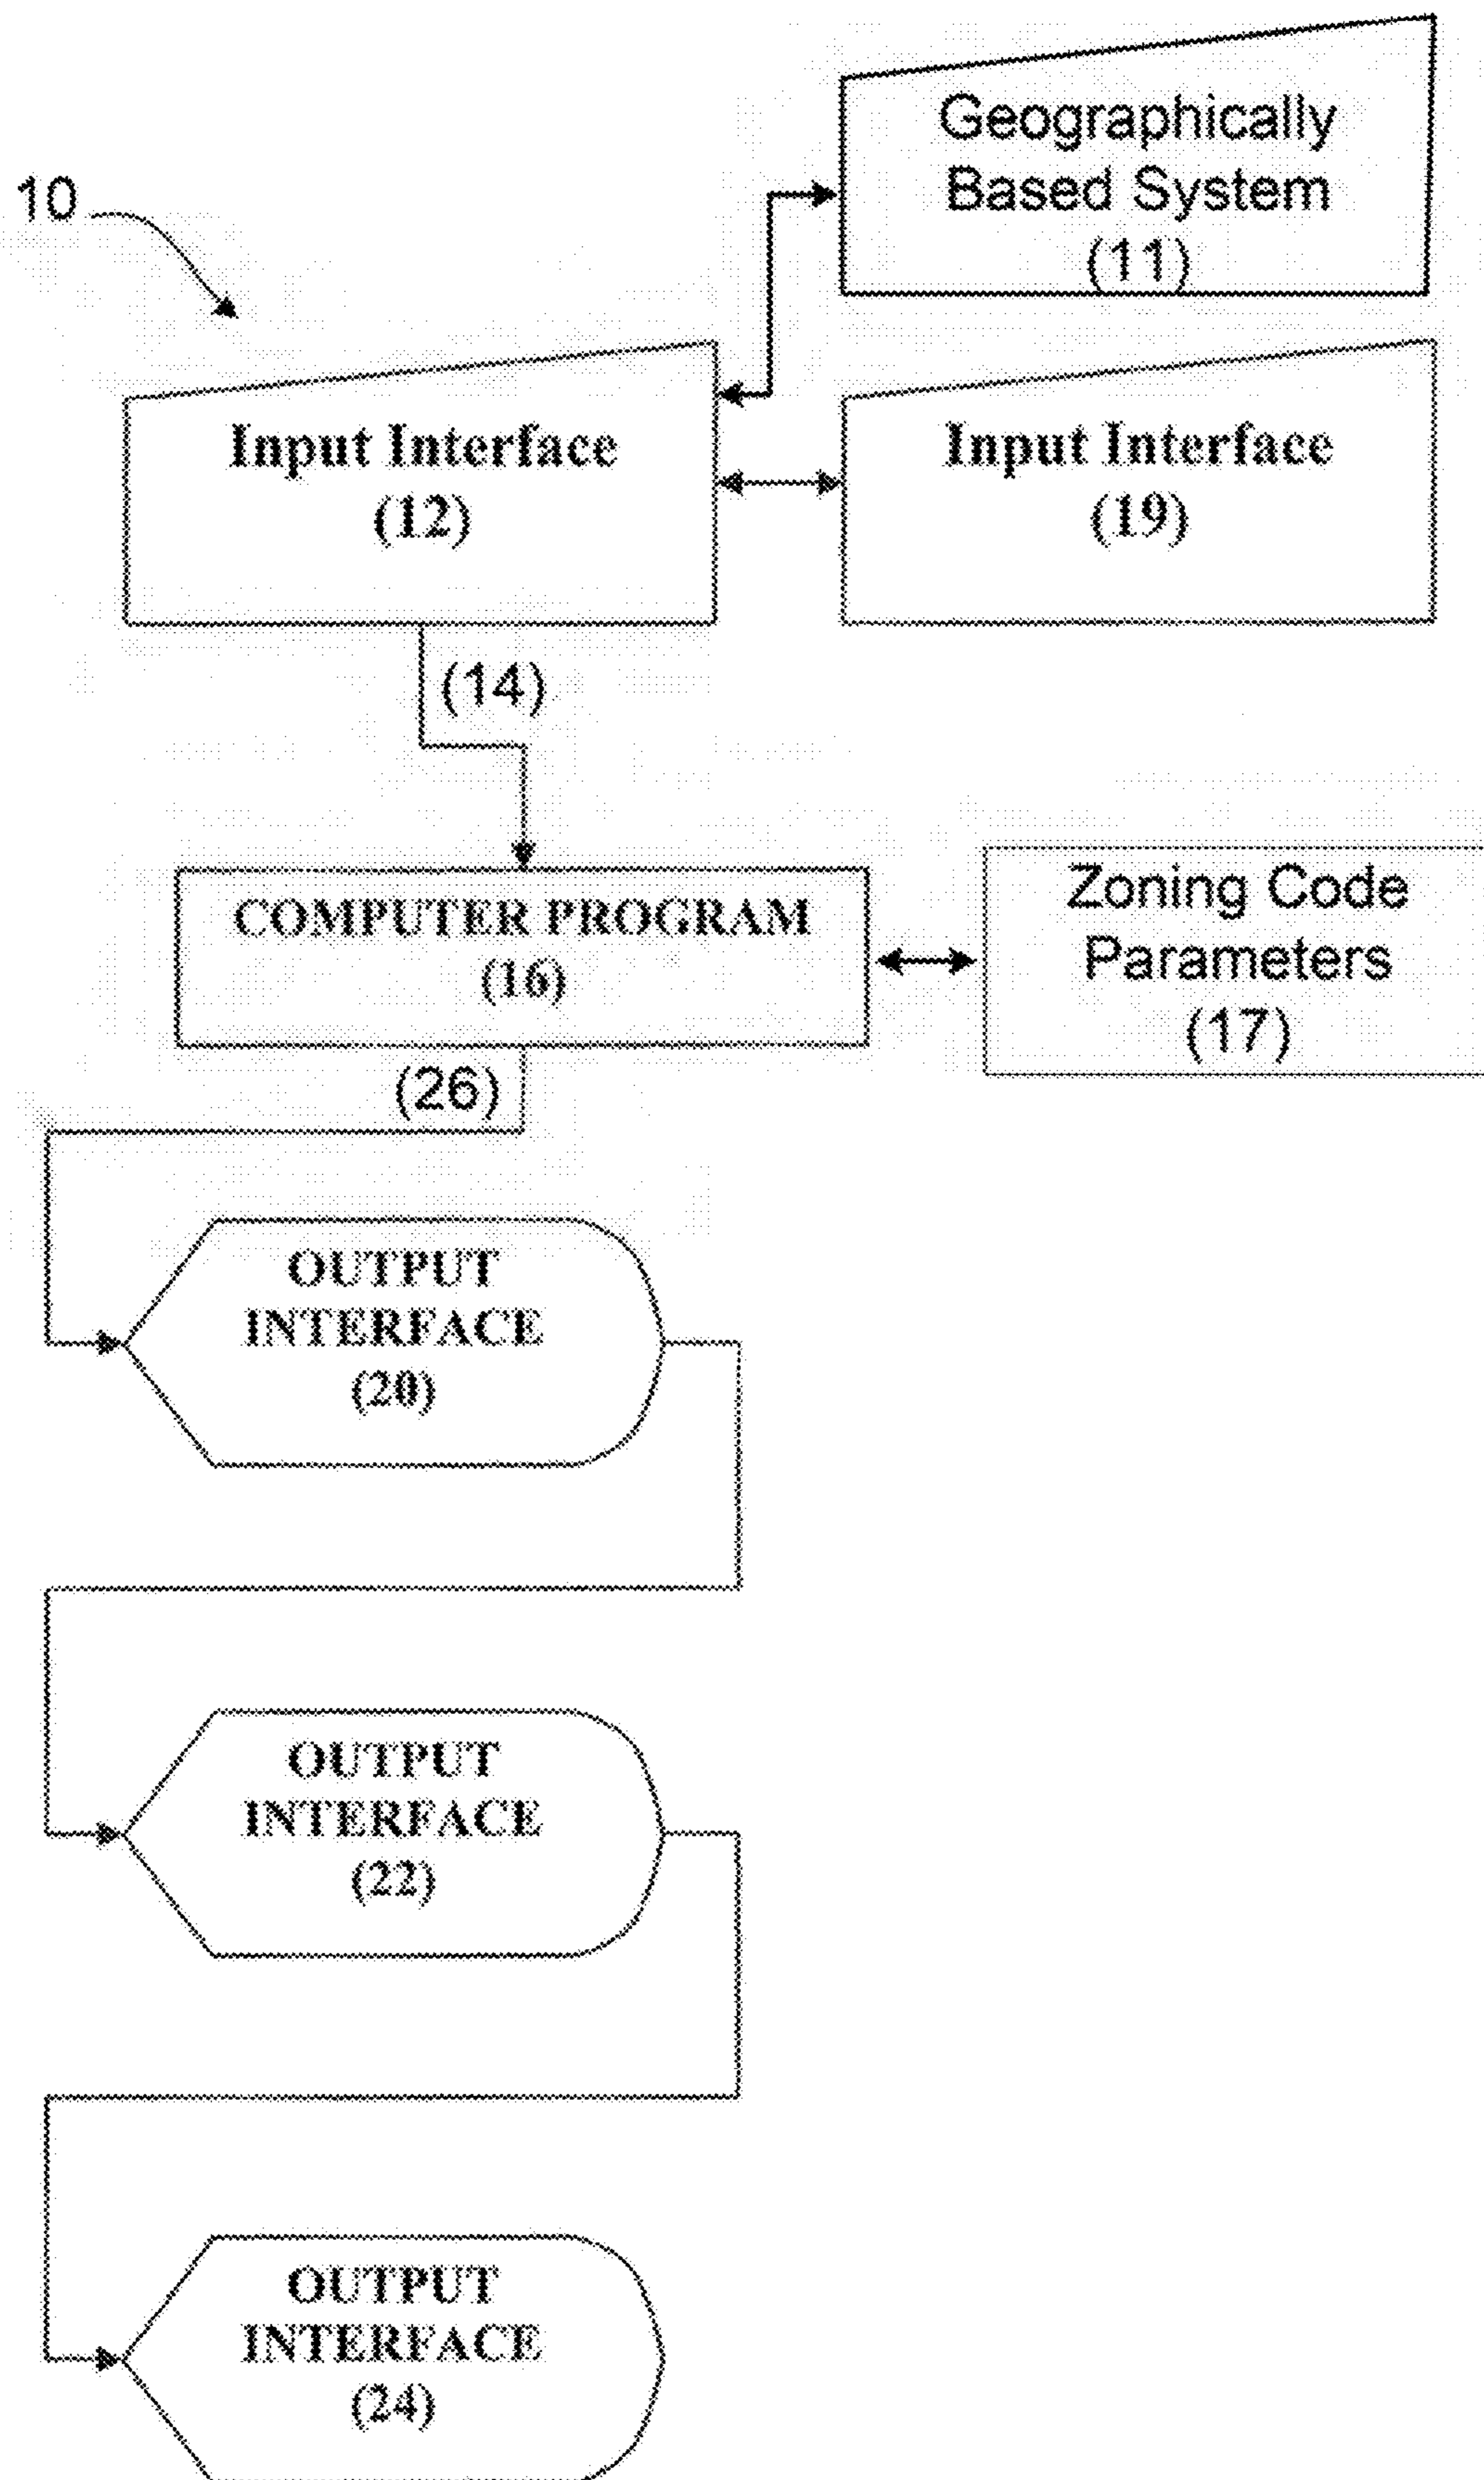 Geographically
Based System
(11)
10
Input Interface
(12)
Input Interface
(19)
(14)
COMPUTER PROGRAM
(16)
Zoning Code
Parameters
(17)
(26)
OUTPUT
INTERFACE
(20)
OUTPUT
INTERFACE
(22)
OUTPUT
INTERFACE
(24)